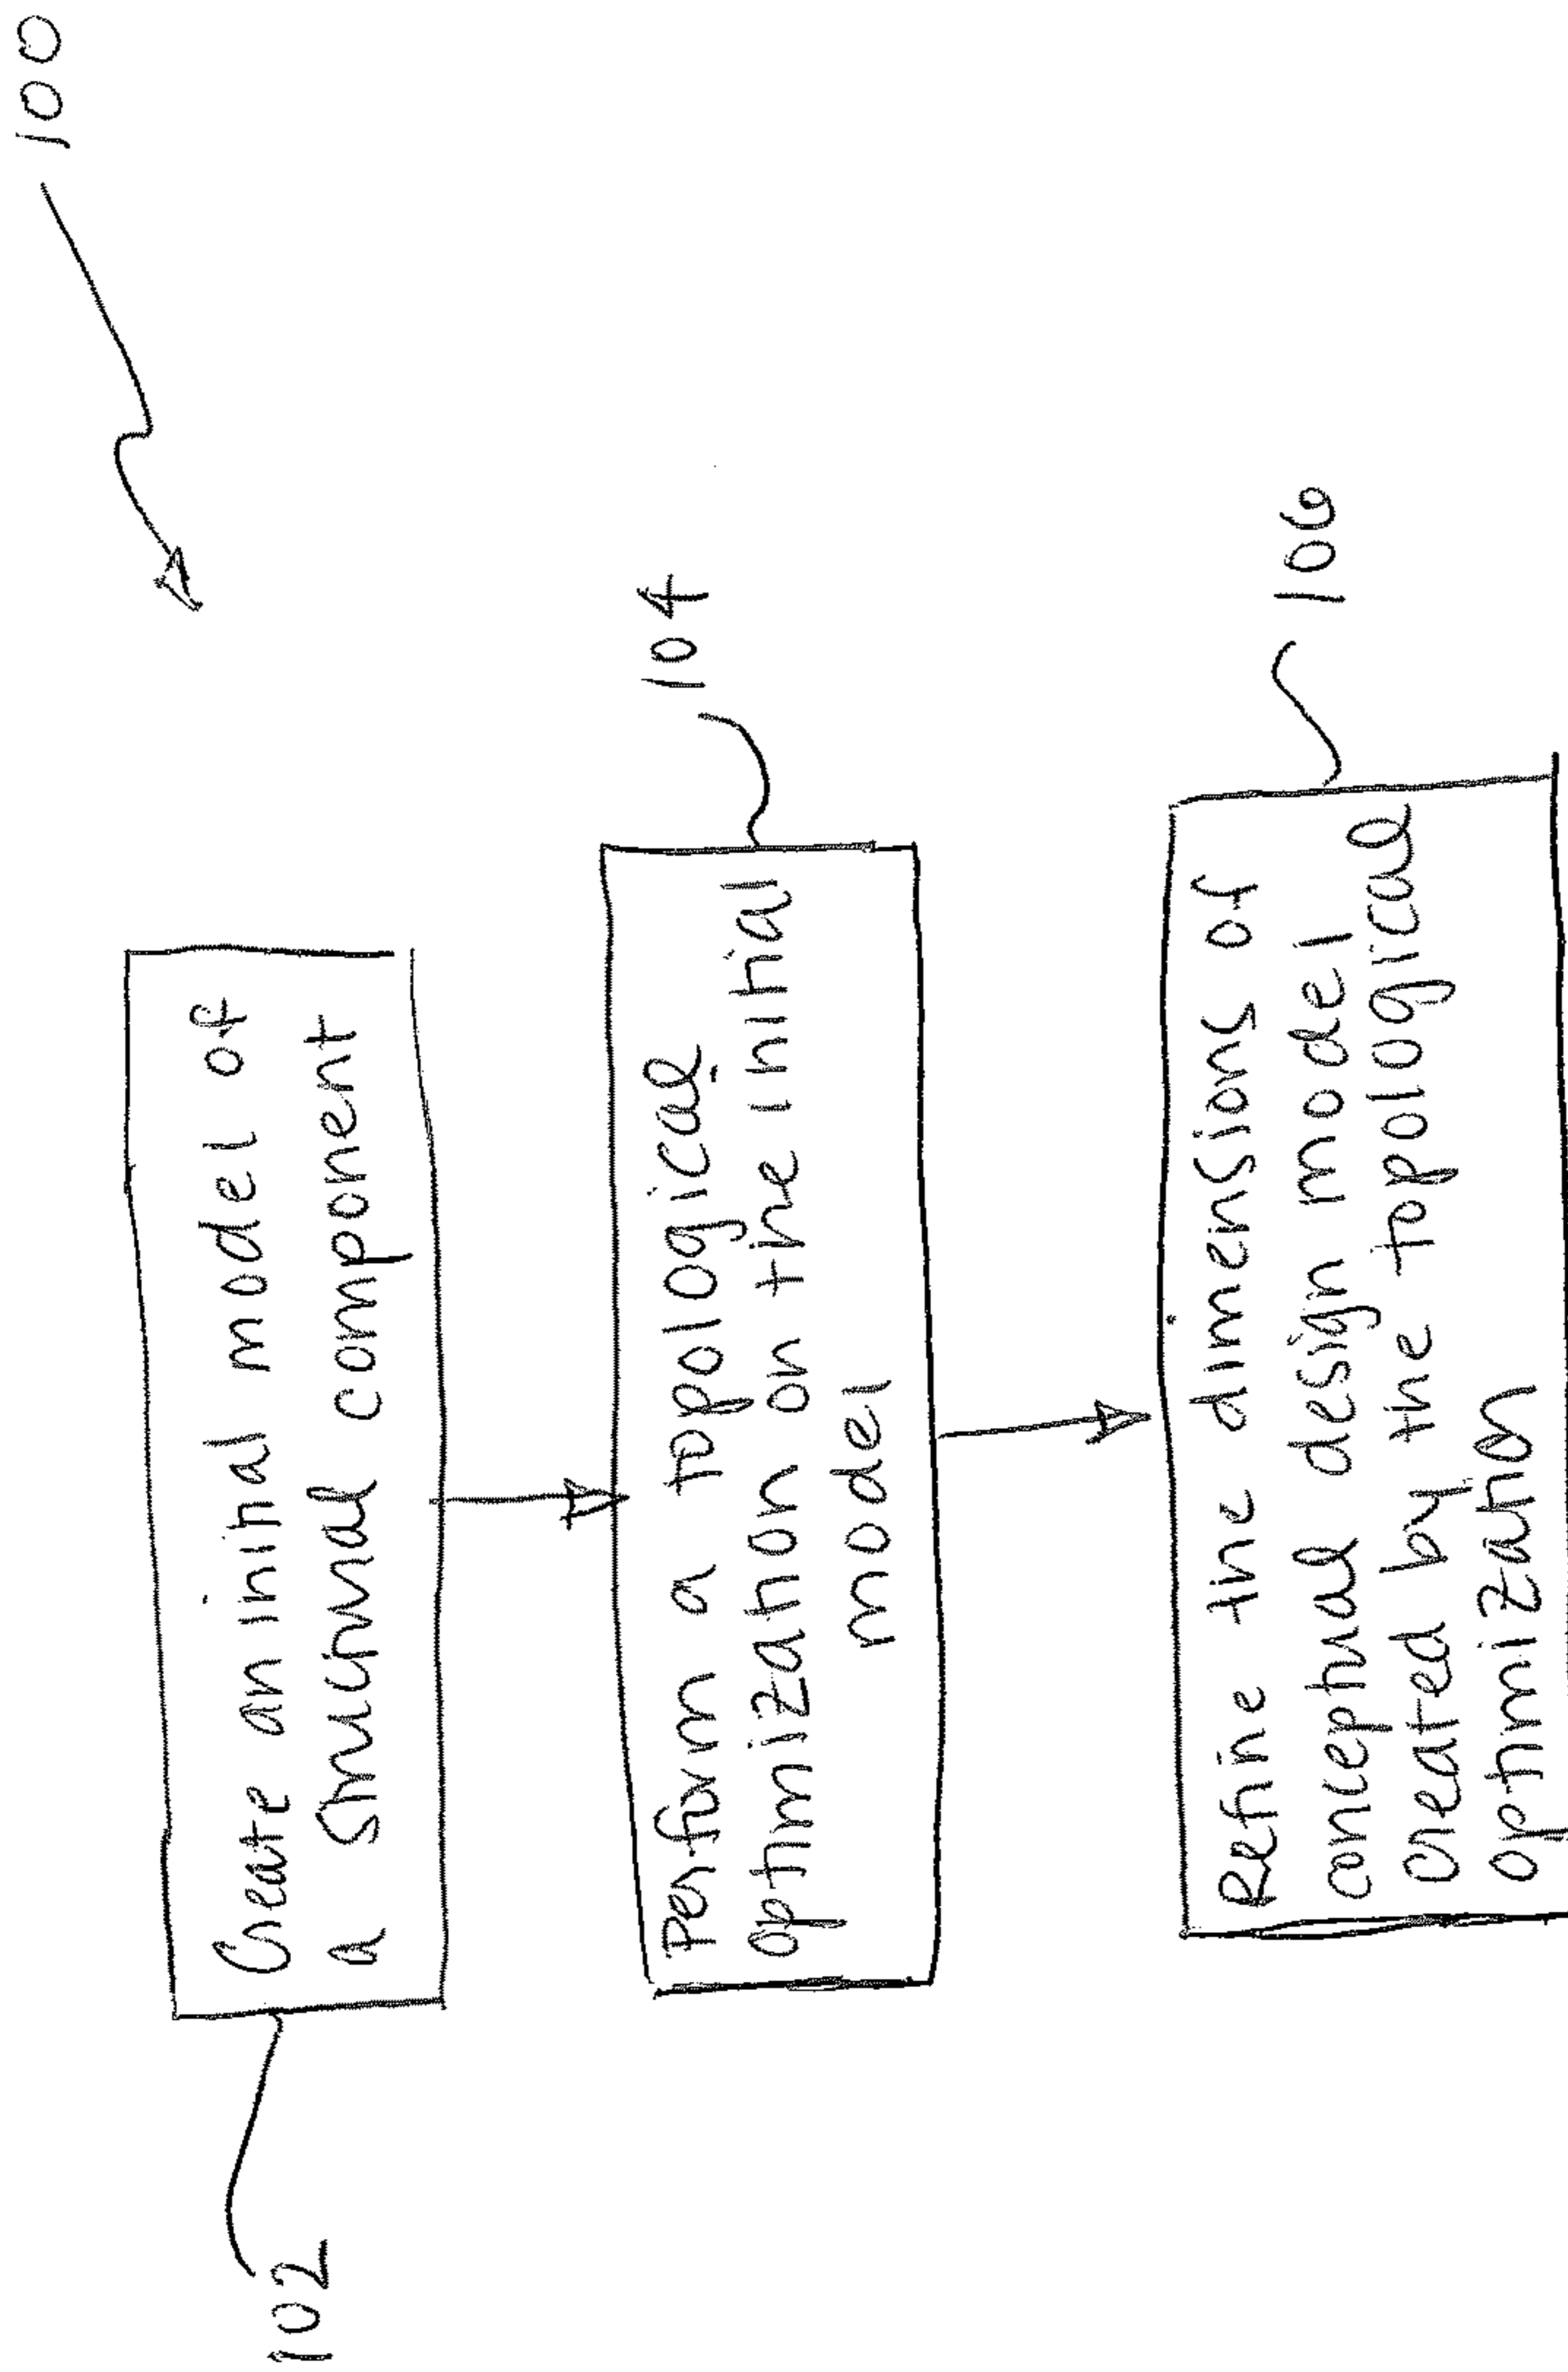 100
102
Create an initial model of
a structural component
104
Perform a topological
optimization on the initial
model
106
Refine the dimensions of
conceptual design model
created by the topological
optimization